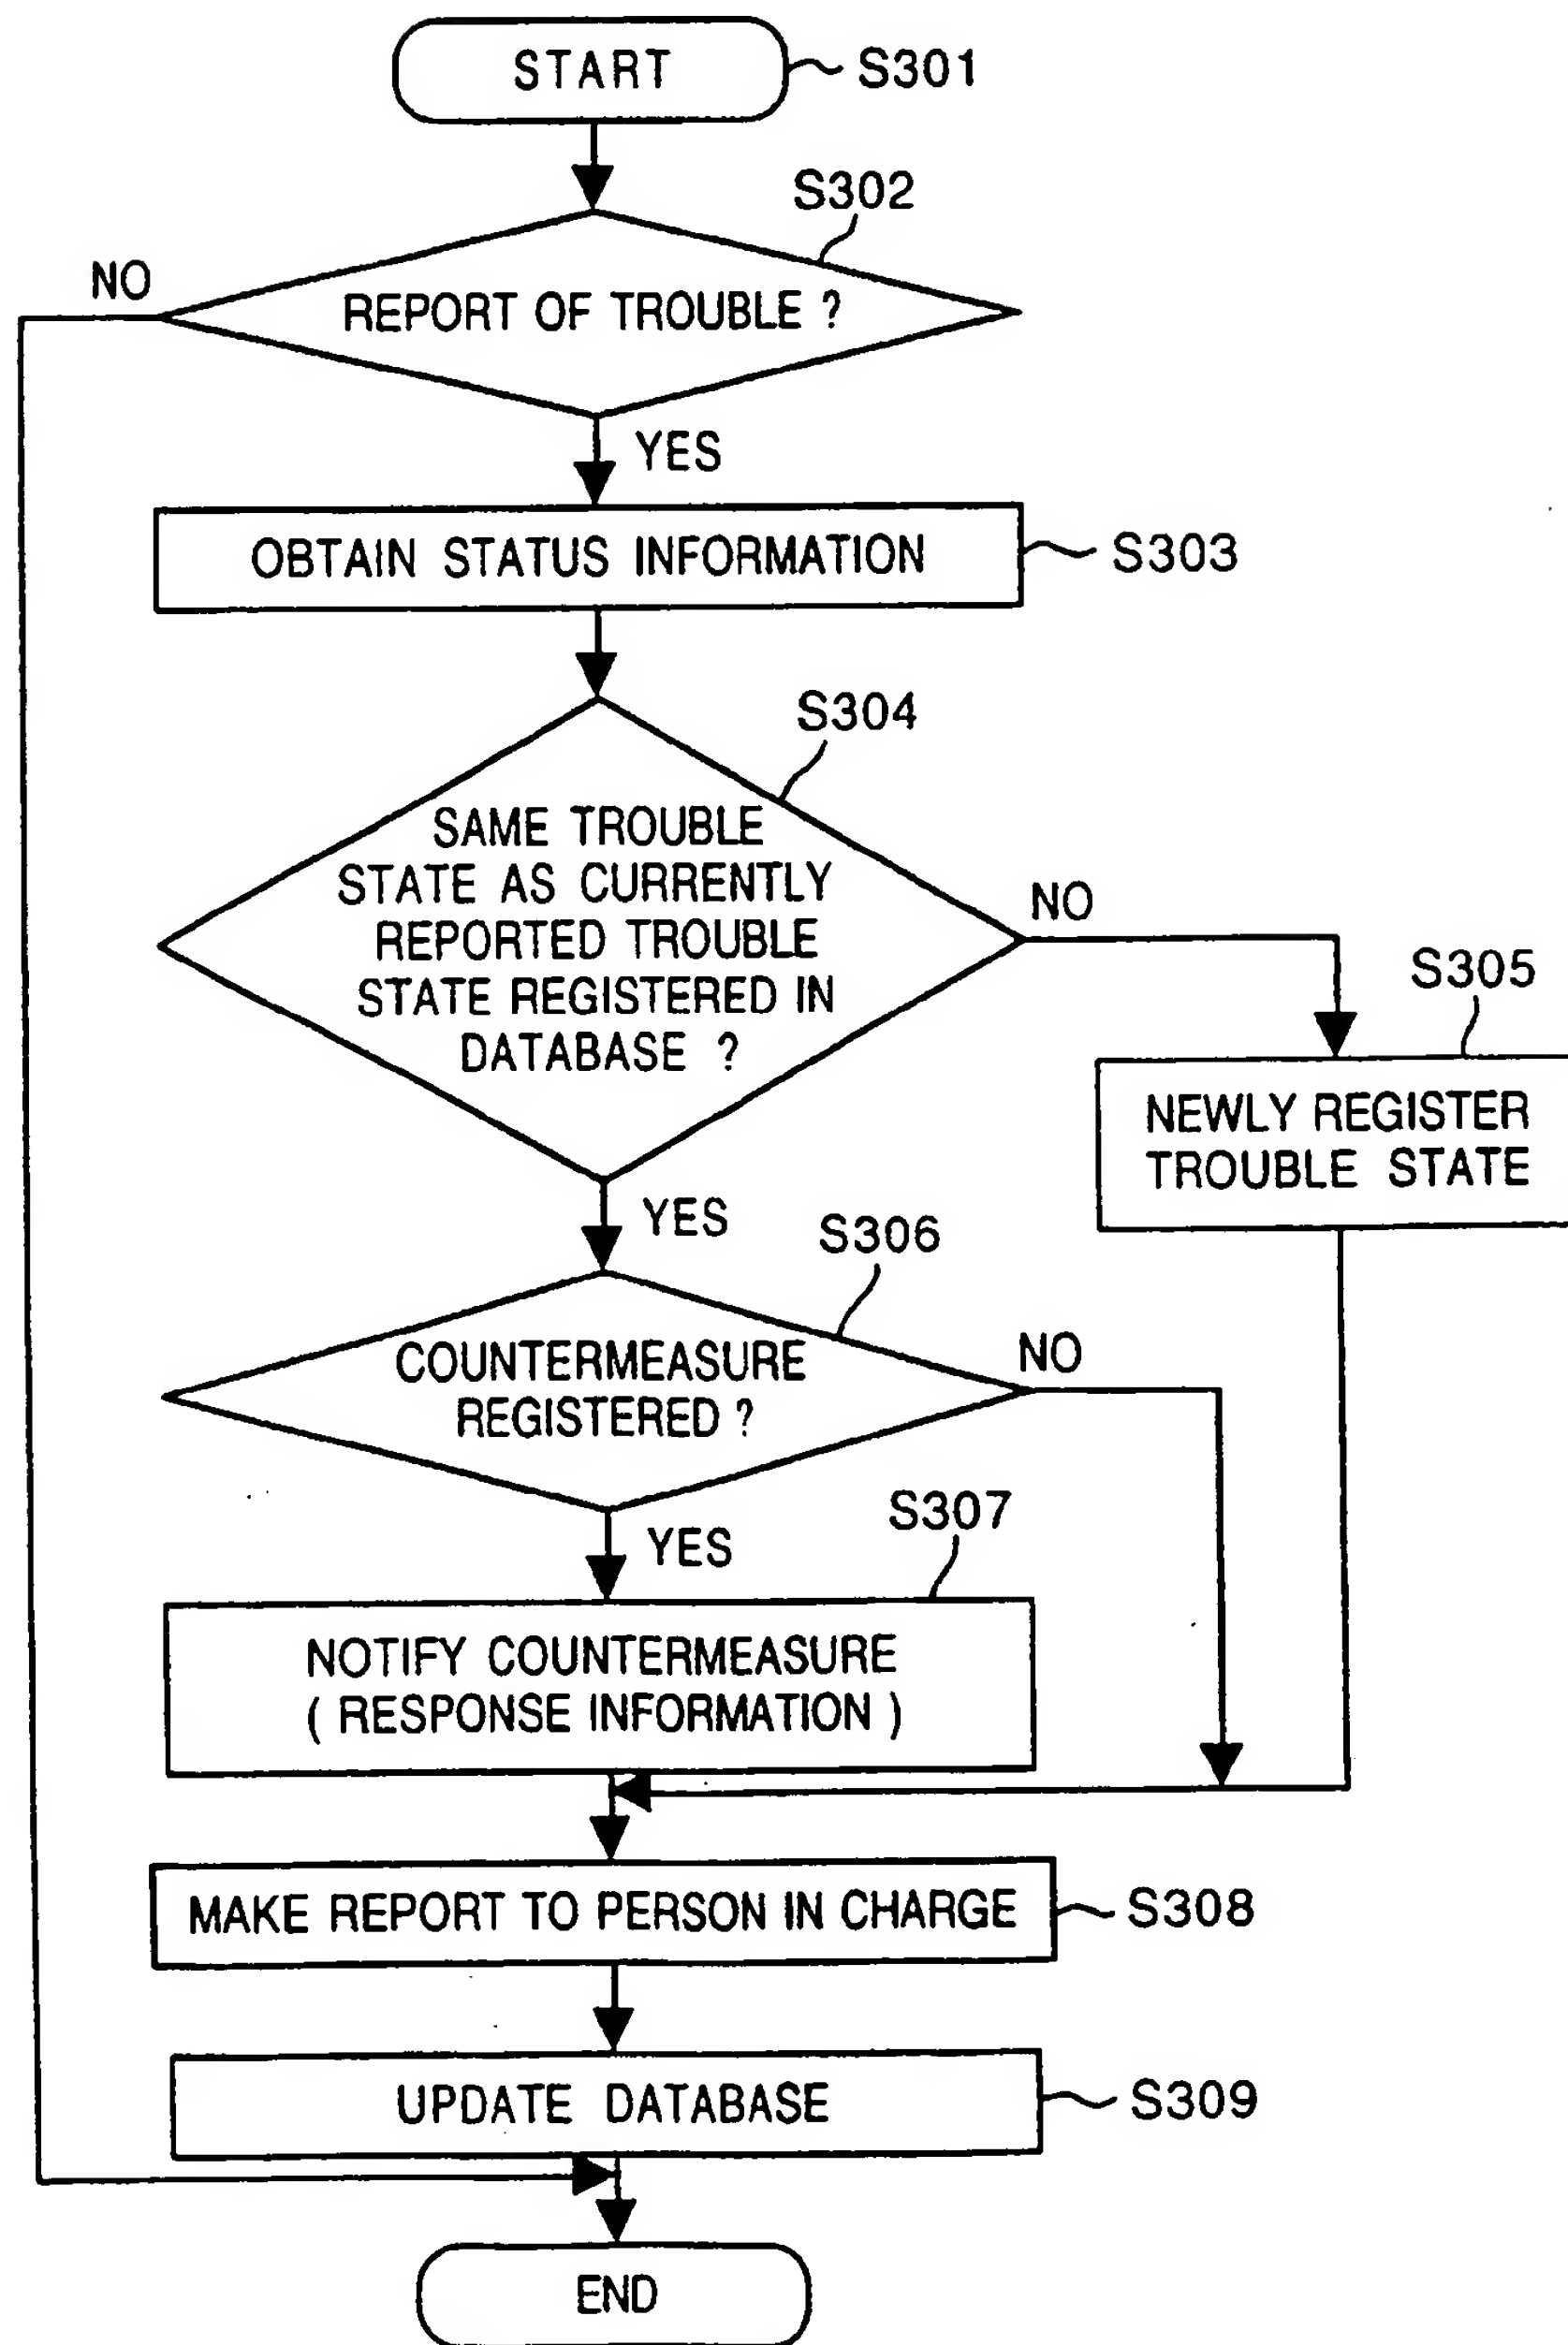 START
S301
S302
NO
REPORT OF TROUBLE ?
YES
OBTAIN STATUS INFORMATION
S303
S304
SAME TROUBLE
STATE AS CURRENTLY
REPORTED TROUBLE
STATE REGISTERED IN
DATABASE ?
NO
S305
NEWLY REGISTER
TROUBLE STATE
YES
S306
COUNTERMEASURE
REGISTERED ?
NO
YES
S307
NOTIFY COUNTERMEASURE
( RESPONSE INFORMATION )
MAKE REPORT TO PERSON IN CHARGE
S308
UPDATE DATABASE
S309
END